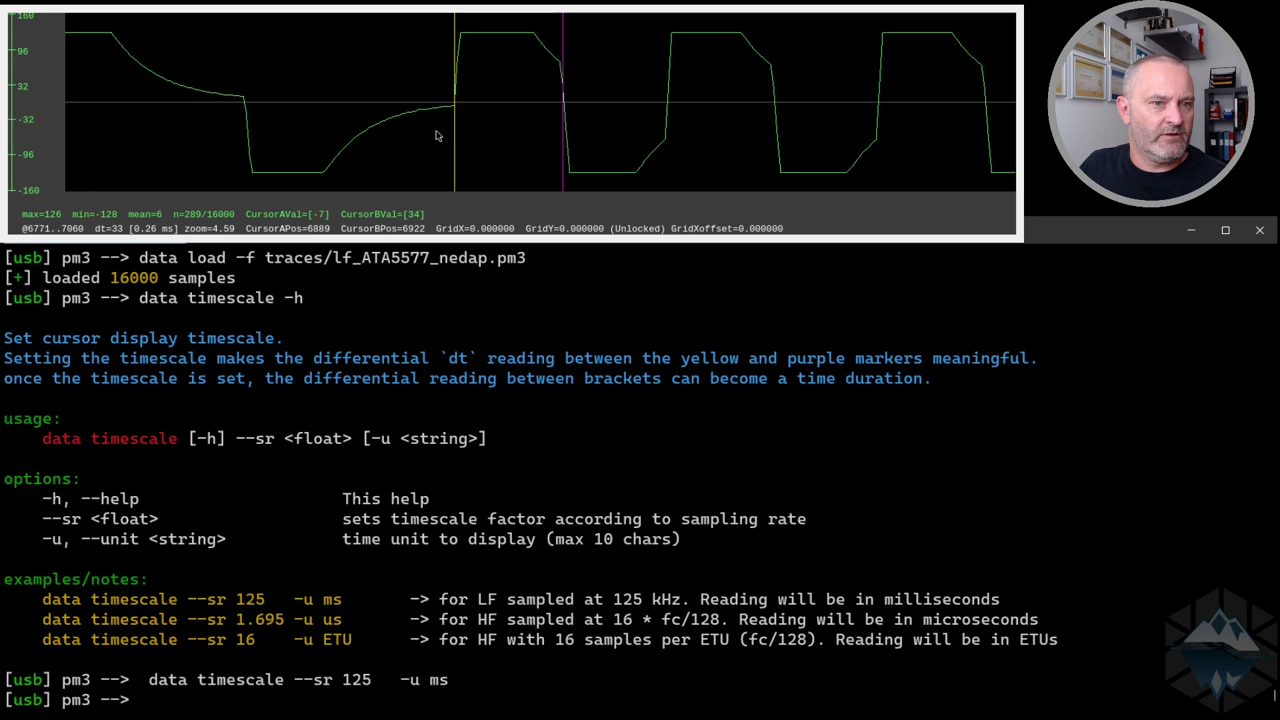 160
96
32
-32
-96
-160
max=126 min=-128 mean=6 n=289/16000 CursorAVal=[-7] CursorBVal=[34]
@6771..7060 dt=33 [0.26 ms] zoom=4.59 CursorAPos=6889 CursorBPos=6922 GridX=0.000000 GridY=0.000000 (Unlocked) GridXoffset=0.000000
[usb] pm3 --> data load -f traces/lf_ATA5577_nedap.pm3
[+] loaded 16000 samples
[usb] pm3 --> data timescale -h
Set cursor display timescale.
Setting the timescale makes the differential `dt` reading between the yellow and purple markers meaningful.
once the timescale is set, the differential reading between brackets can become a time duration.
usage:
data timescale [-h] --sr <float> [-u <string>]
options:
-h, --help This help
--sr <float> sets timescale factor according to sampling rate
-u, --unit <string> time unit to display (max 10 chars)
examples/notes:
data timescale --sr 125 -u ms -> for LF sampled at 125 kHz. Reading will be in milliseconds
data timescale --sr 1.695 -u us -> for HF sampled at 16 * fc/128. Reading will be in microseconds
data timescale --sr 16 -u ETU -> for HF with 16 samples per ETU (fc/128). Reading will be in ETUs
[usb] pm3 --> data timescale --sr 125 -u ms
[usb] pm3 -->